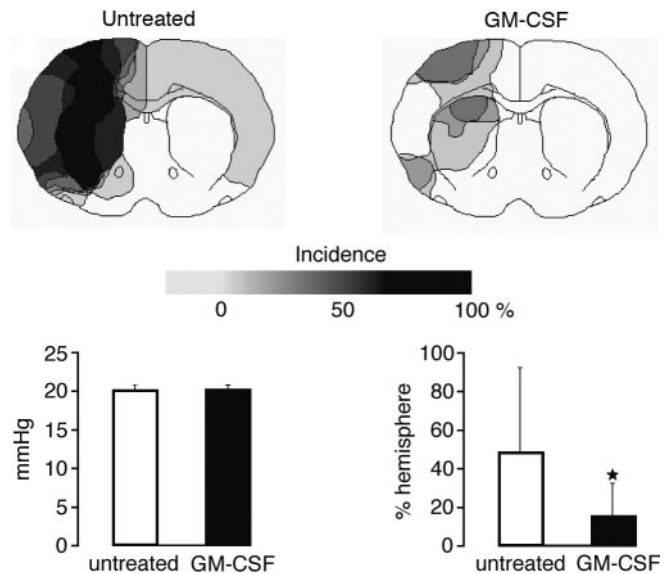 Untreated
GM-CSF
Incidence
0
50
100 %
25
20
15
10
5
0
mmHg
untreated
GM-CSF
100
80
60
40
20
0
% hemisphere
★
untreated
GM-CSF